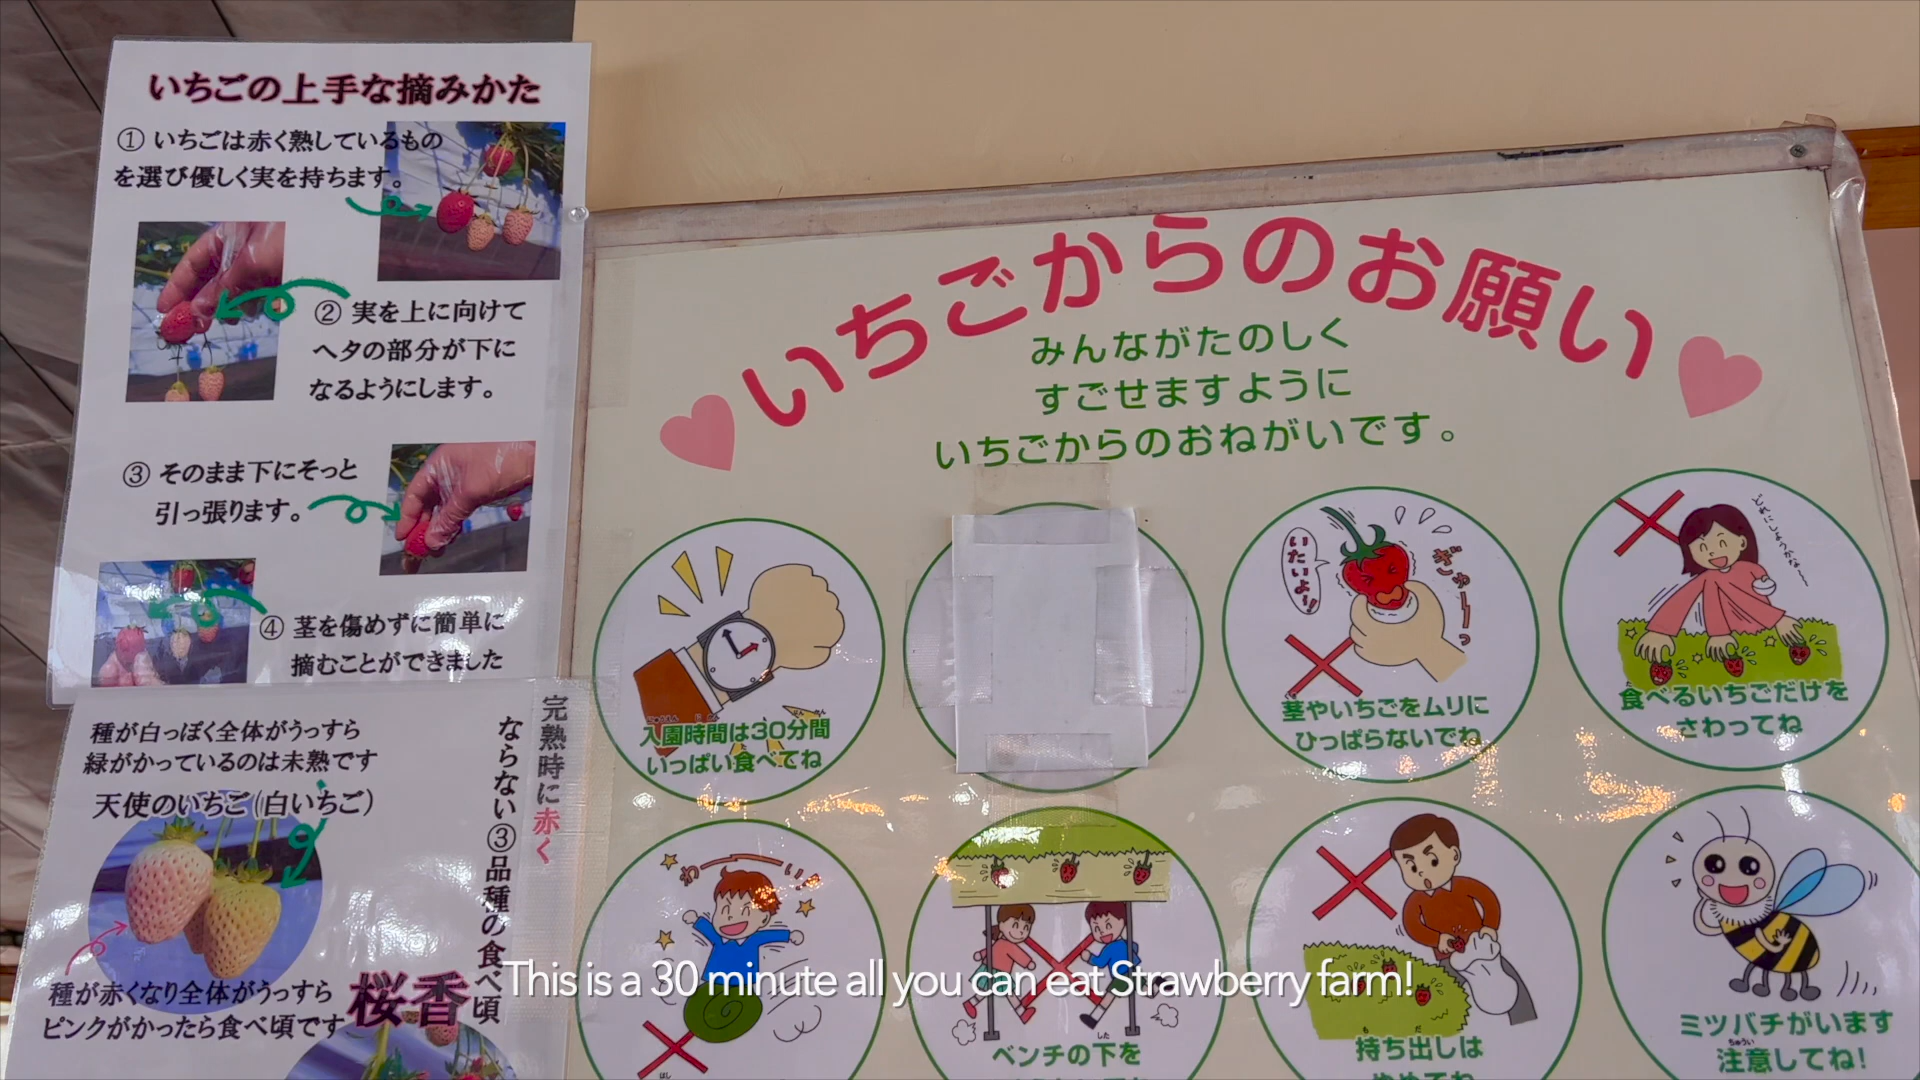 いちごの上手な摘みかた
① いちごは赤く熟しているもの
を選び優しく実を持ちます。
② 実を上に向けて
ヘタの部分が下に
なるようにします。
③ そのまま下にそっと
引っ張ります。
④ 茎を傷めずに簡単に
摘むことができました
種が白っぽく全体がうっすら
緑がかっているのは未熟です
天使のいちご(白いちご)
種が赤くなり全体がうっすら
ピンクがかったら食べ頃です
完熟時に赤く
ならない③品種の食べ頃
桜香
いちごからのお願い
みんながたのしく
すごせますように
いちごからのおねがいです。
入園時間は30分間
いっぱい食べてね
いたいよ〜!!
ぎゅーっ
茎やいちごをムリに
ひっぱらないでね
どれにしようかな〜
食べるいちごだけを
さわってね
わーい
ベンチの下を
持ち出しは
やめてね
ミツバチがいます
注意してね!
This is a 30 minute all you can eat Strawberry farm!